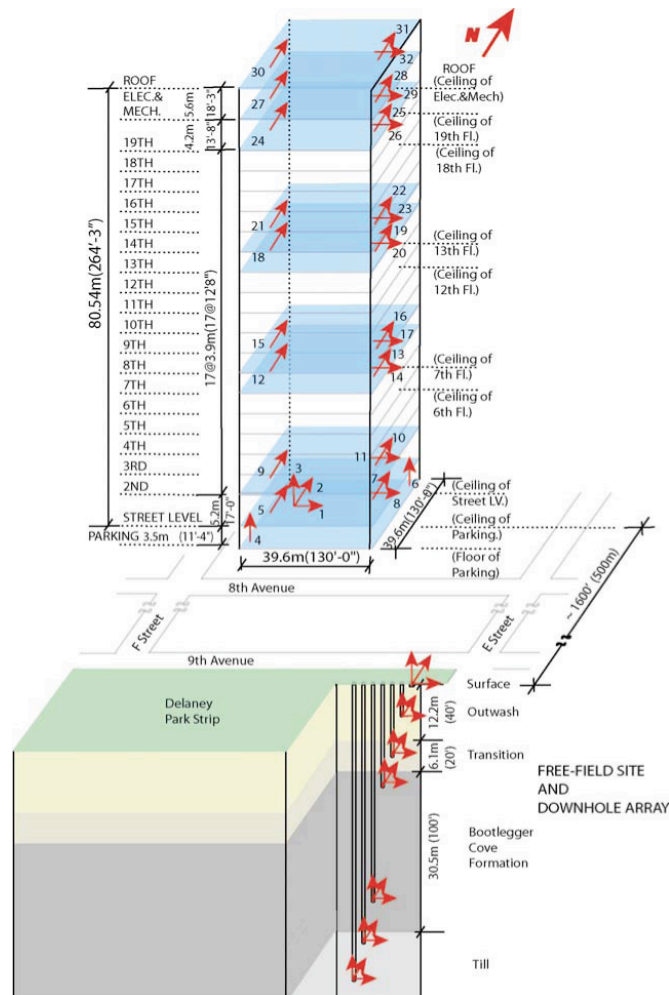 N
31
32
30
ROOF
28
ROOF
(Ceiling of
Elec.&Mech)
29
ELEC.&
MECH.
27
5.6m
18'-3"
25
26
(Ceiling of
19th Fl.)
4.2m
13'-8"
24
(Ceiling of
18th Fl.)
19TH
18TH
17TH
16TH
15TH
14TH
13TH
12TH
11TH
10TH
9TH
8TH
7TH
6TH
5TH
4TH
3RD
2ND
STREET LEVEL
PARKING 3.5m (11'-4")
80.54m(264'-3")
17@3.9m(17@12'8")
5.2m
17'-0"
22
23
21
19
20
18
(Ceiling of
13th Fl.)
(Ceiling of
12th Fl.)
16
17
15
13
14
12
(Ceiling of
7th Fl.)
(Ceiling of
6th Fl.)
10
11
9
3
2
1
7
8
6
5
4
(Ceiling of
Street LV.)
(Ceiling of
Parking.)
(Floor of
Parking)
39.6m(130'-0")
39.6m(130'-0")
~ 1600' (500m)
8th Avenue
F Street
E Street
9th Avenue
Delaney
Park Strip
Surface
12.2m
(40')
Outwash
6.1m
(20')
Transition
FREE-FIELD SITE
AND
DOWNHOLE ARRAY
30.5m (100')
Bootlegger
Cove
Formation
Till